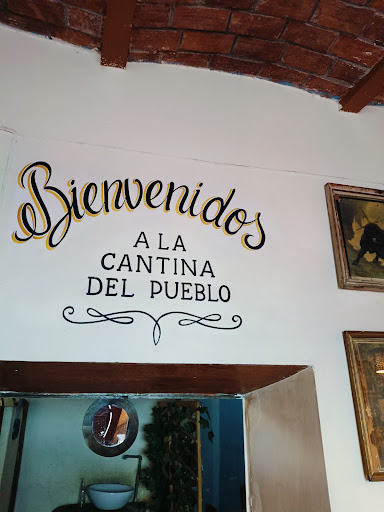 Bienvenidos
A LA
CANTINA
DEL PUEBLO